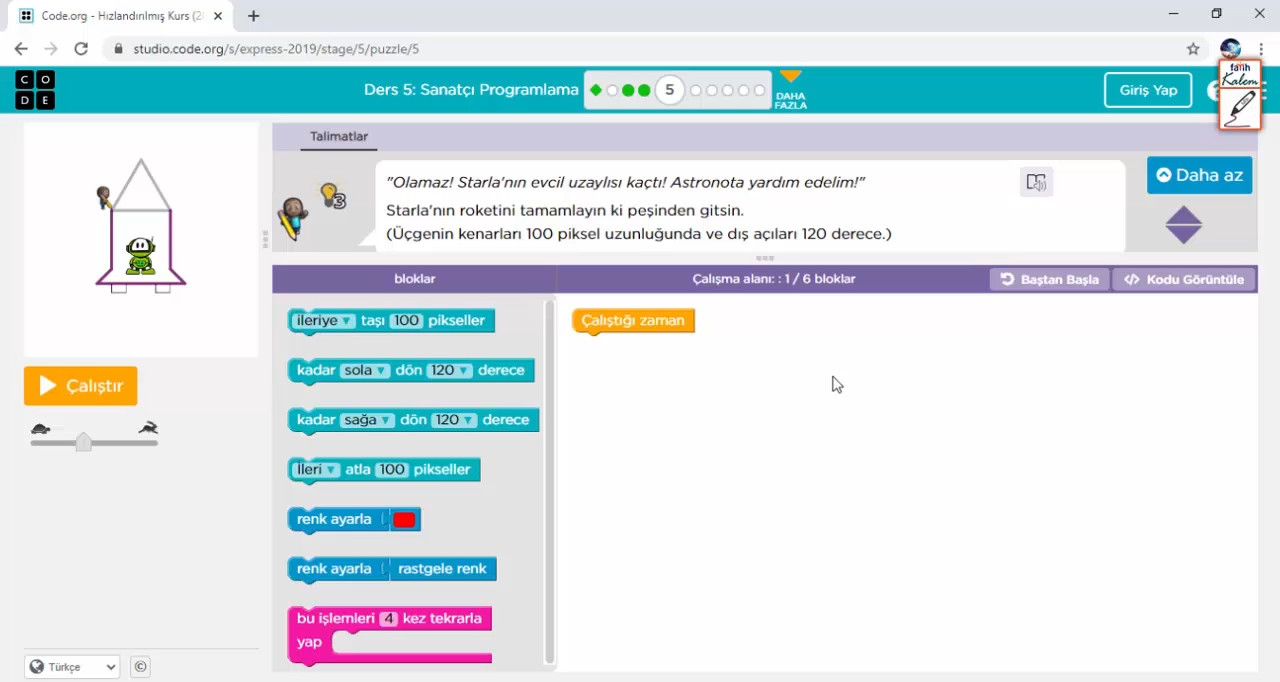 Code.org - Hızlandırılmış Kurs (2
studio.code.org/s/express-2019/stage/5/puzzle/5
C O
D E
Ders 5: Sanatçı Programlama
5
DAHA
FAZLA
Giriş Yap
fatih
Kalem
Talimatlar
3
"Olamaz! Starla'nın evcil uzaylısı kaçtı! Astronota yardım edelim!"
Starla'nın roketini tamamlayın ki peşinden gitsin.
(Üçgenin kenarları 100 piksel uzunluğunda ve dış açıları 120 derece.)
Daha az
bloklar
Çalışma alanı: : 1 / 6 bloklar
Baştan Başla
</> Kodu Görüntüle
ileriye taşı 100 pikseller
kadar sola dön 120 derece
kadar sağa dön 120 derece
İleri atla 100 pikseller
renk ayarla
renk ayarla rastgele renk
bu işlemleri 4 kez tekrarla
yap
Çalıştığı zaman
Çalıştır
Türkçe
©